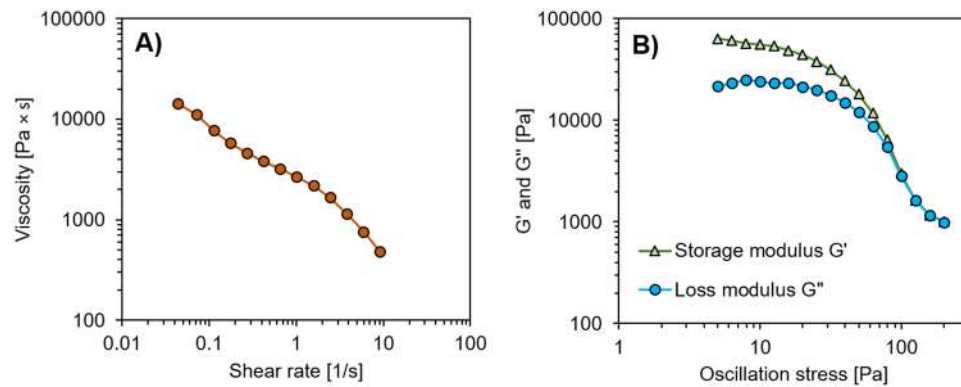 A)
Viscosity [Pa × s]
100000
10000
1000
100
0.01 0.1 1 10 100
Shear rate [1/s]
B)
G' and G" [Pa]
100000
10000
1000
100
Storage modulus G'
Loss modulus G"
1 10 100
Oscillation stress [Pa]